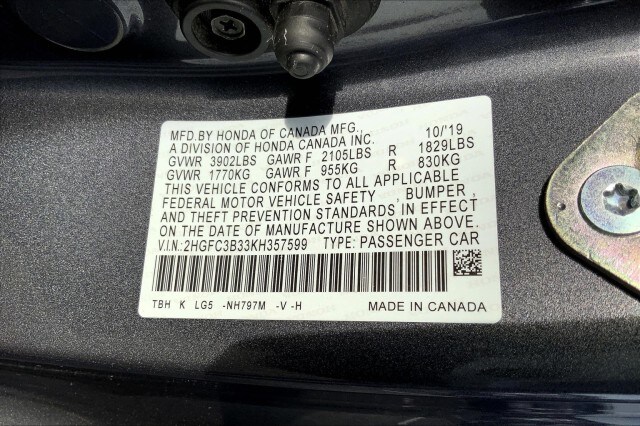 MFD.BY HONDA OF CANADA MFG., 10/'19
A DIVISION OF HONDA CANADA INC.
GVWR 3902LBS GAWR F 2105LBS R 1829LBS
GVWR 1770KG GAWR F 955KG R 830KG
THIS VEHICLE CONFORMS TO ALL APPLICABLE
FEDERAL MOTOR VEHICLE SAFETY , BUMPER ,
AND THEFT PREVENTION STANDARDS IN EFFECT
ON THE DATE OF MANUFACTURE SHOWN ABOVE.
V.I.N:2HGFC3B33KH357599 TYPE: PASSENGER CAR
TBH K LG5 -NH797M -V -H MADE IN CANADA